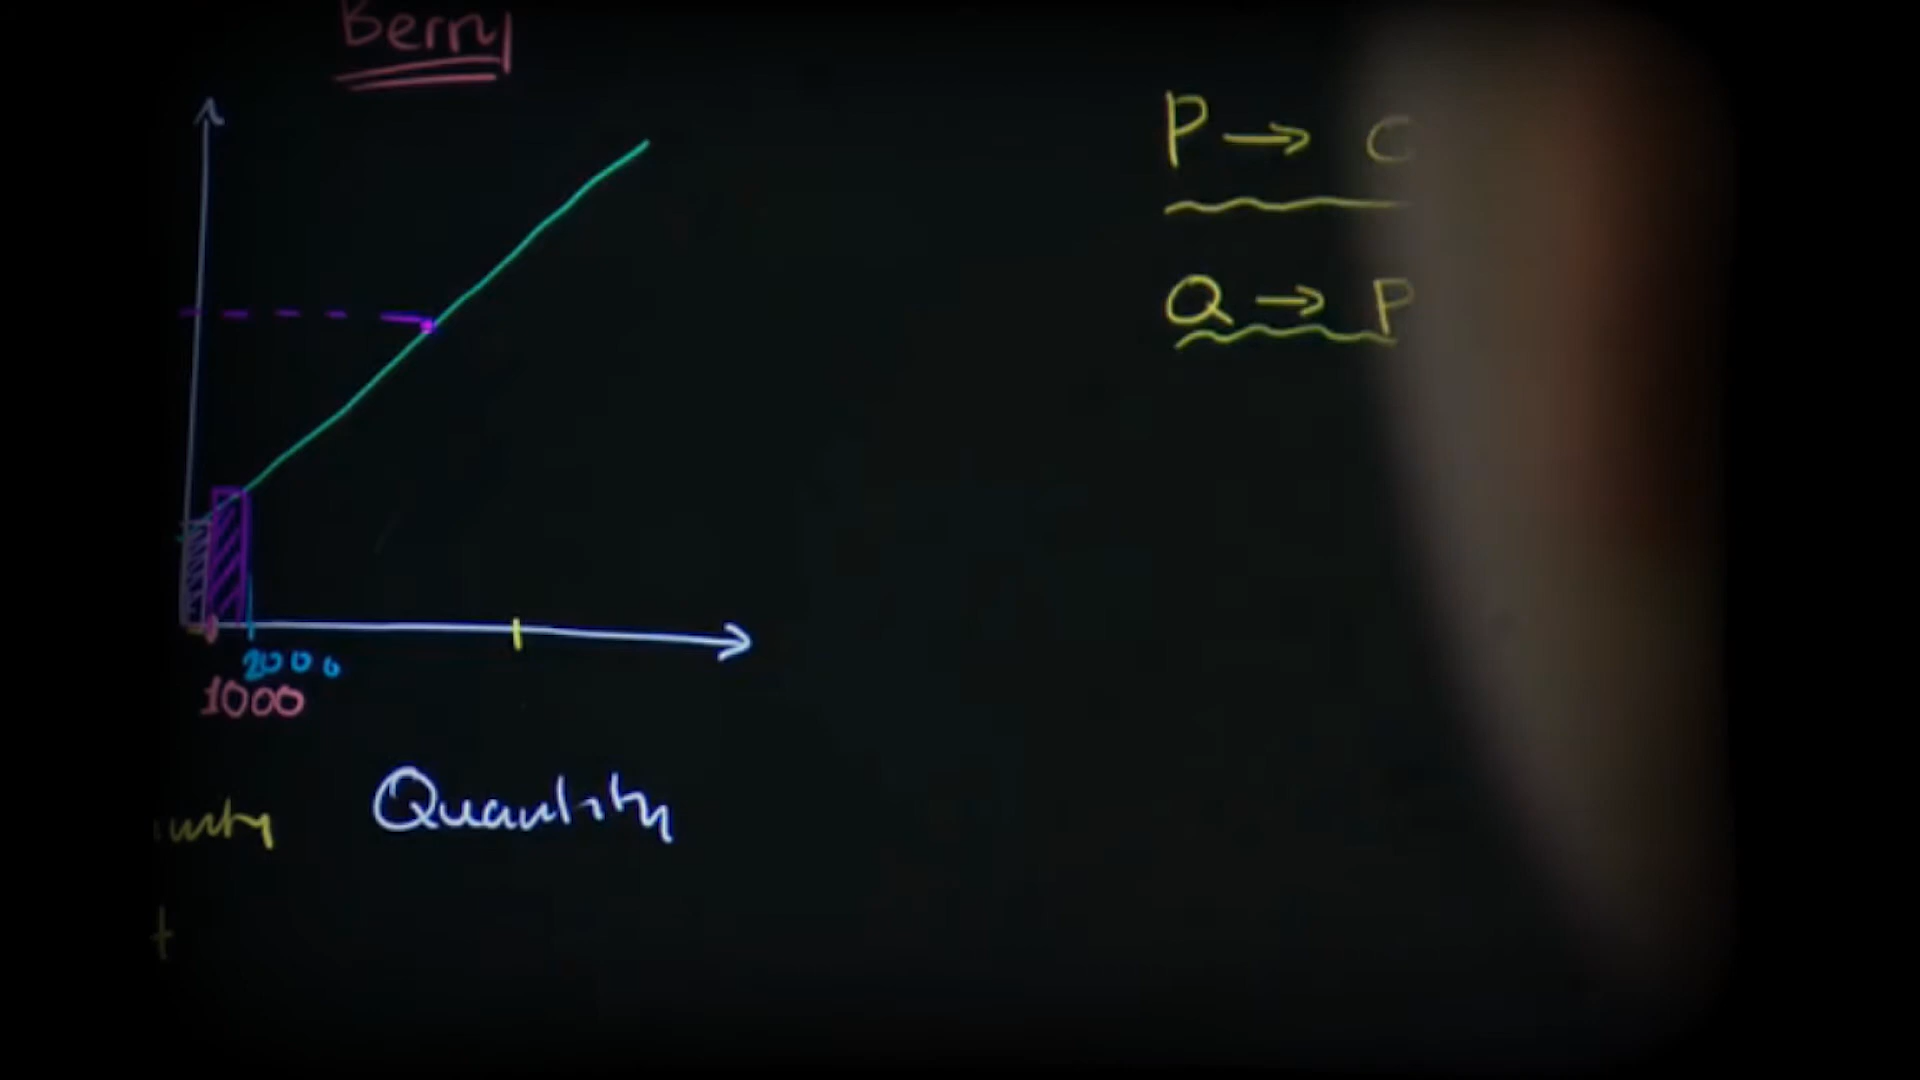 Berry
P →
Q → P
2000
1000
Quantity